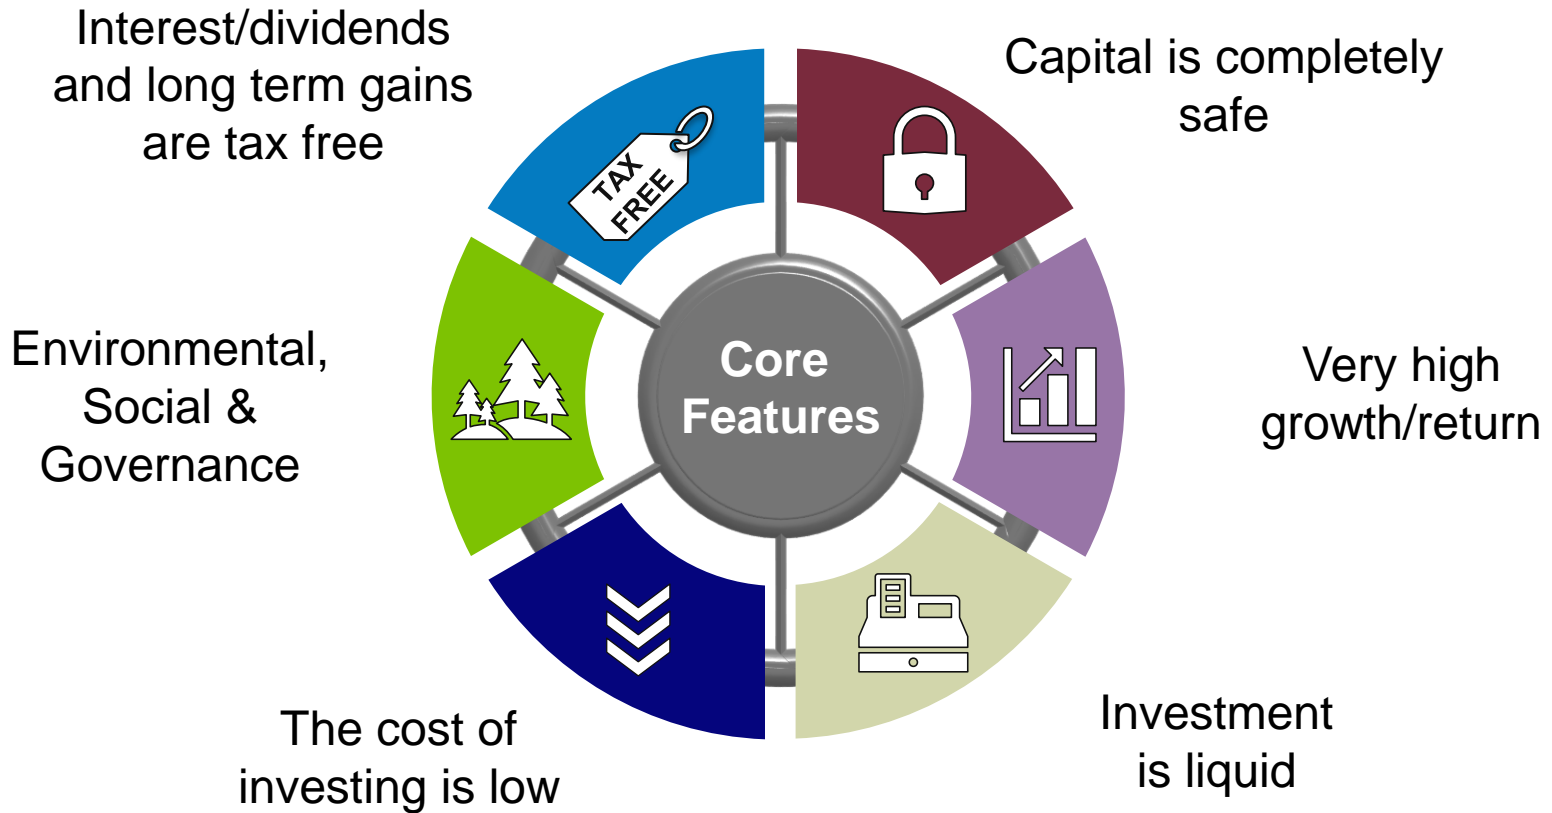 Interest/dividends
and long term gains
are tax free
Capital is completely
safe
TAX
FREE
Environmental,
Social &
Governance
Core
Features
Very high
growth/return
The cost of
investing is low
Investment
is liquid